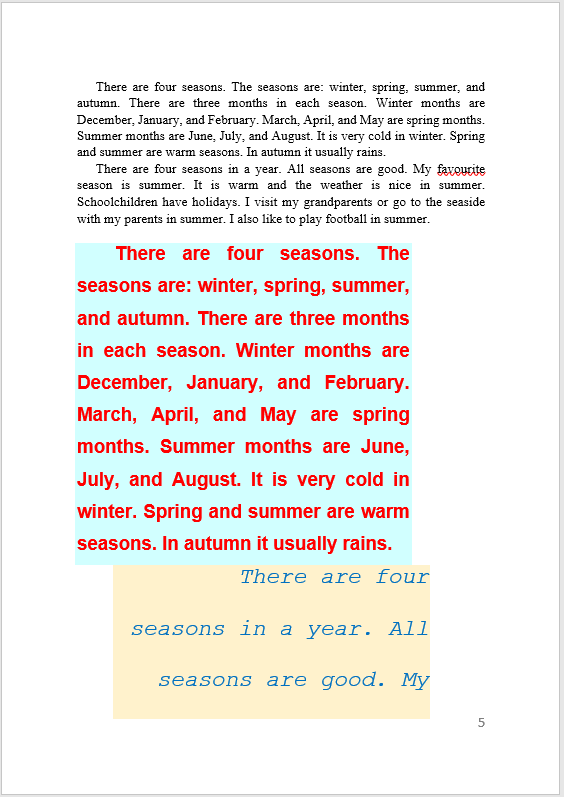 There are four seasons. The seasons are: winter, spring, summer, and
autumn. There are three months in each season. Winter months are
December, January, and February. March, April, and May are spring months.
Summer months are June, July, and August. It is very cold in winter. Spring
and summer are warm seasons. In autumn it usually rains.
There are four seasons in a year. All seasons are good. My favourite
season is summer. It is warm and the weather is nice in summer.
Schoolchildren have holidays. I visit my grandparents or go to the seaside
with my parents in summer. I also like to play football in summer.
There are four seasons. The
seasons are: winter, spring, summer,
and autumn. There are three months
in each season. Winter months are
December, January, and February.
March, April, and May are spring
months. Summer months are June,
July, and August. It is very cold in
winter. Spring and summer are warm
seasons. In autumn it usually rains.
There are four
seasons in a year. All
seasons are good. My
5